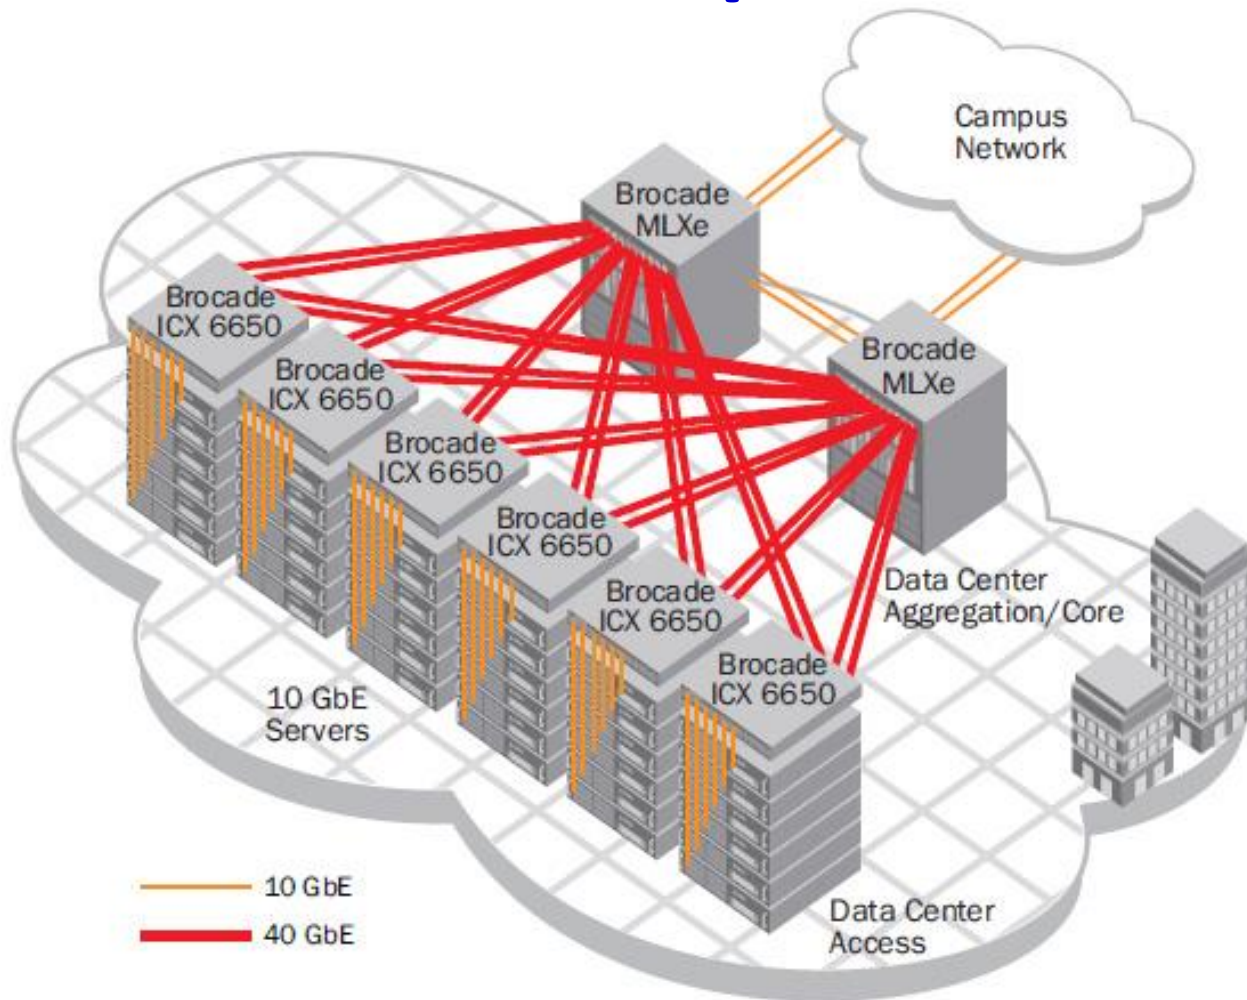 Campus
Network
Brocade
MLXe
Brocade
MLXe
Brocade
ICX 6650
Brocade
ICX 6650
Brocade
ICX 6650
Brocade
ICX 6650
Brocade
ICX 6650
Brocade
ICX 6650
Data Center
Aggregation/Core
10 GbE
Servers
10 GbE
40 GbE
Data Center
Access